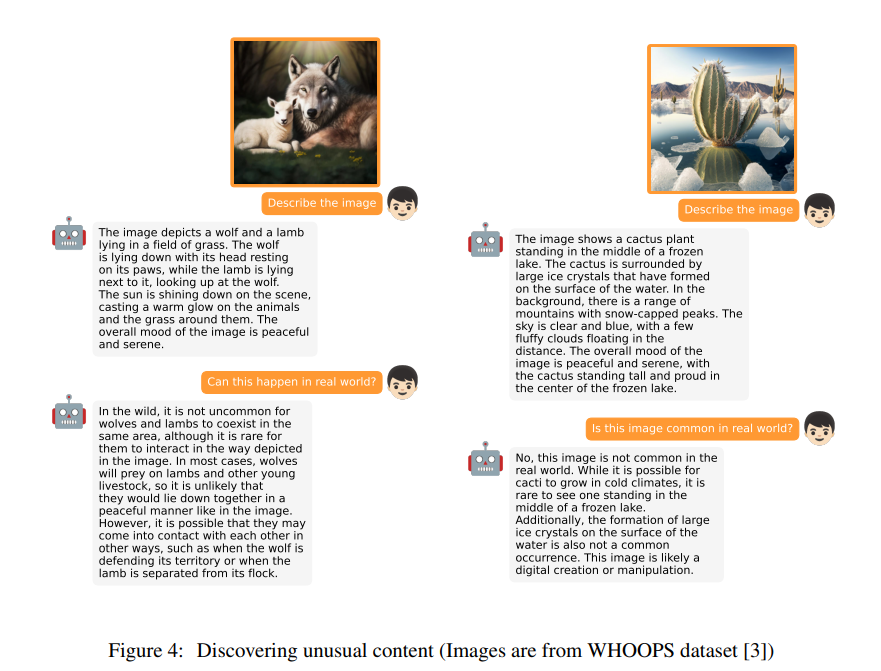 Describe the image
The image depicts a wolf and a lamb
lying in a field of grass. The wolf
is lying down with its head resting
on its paws, while the lamb is lying
next to it, looking up at the wolf.
The sun is shining down on the scene,
casting a warm glow on the animals
and the grass around them. The
overall mood of the image is peaceful
and serene.
Can this happen in real world?
In the wild, it is not uncommon for
wolves and lambs to coexist in the
same area, although it is rare for
them to interact in the way depicted
in the image. In most cases, wolves
will prey on lambs and other young
livestock, so it is unlikely that
they would lie down together in a
peaceful manner like in the image.
However, it is possible that they may
come into contact with each other in
other ways, such as when the wolf is
defending its territory or when the
lamb is separated from its flock.
Describe the image
The image shows a cactus plant
standing in the middle of a frozen
lake. The cactus is surrounded by
large ice crystals that have formed
on the surface of the water. In the
background, there is a range of
mountains with snow-capped peaks. The
sky is clear and blue, with a few
fluffy clouds floating in the
distance. The overall mood of the
image is peaceful and serene, with
the cactus standing tall and proud in
the center of the frozen lake.
Is this image common in real world?
No, this image is not common in the
real world. While it is possible for
cacti to grow in cold climates, it is
rare to see one standing in the
middle of a frozen lake.
Additionally, the formation of large
ice crystals on the surface of the
water is also not a common
occurrence. This image is likely a
digital creation or manipulation.
Figure 4: Discovering unusual content (Images are from WHOOPS dataset [3])